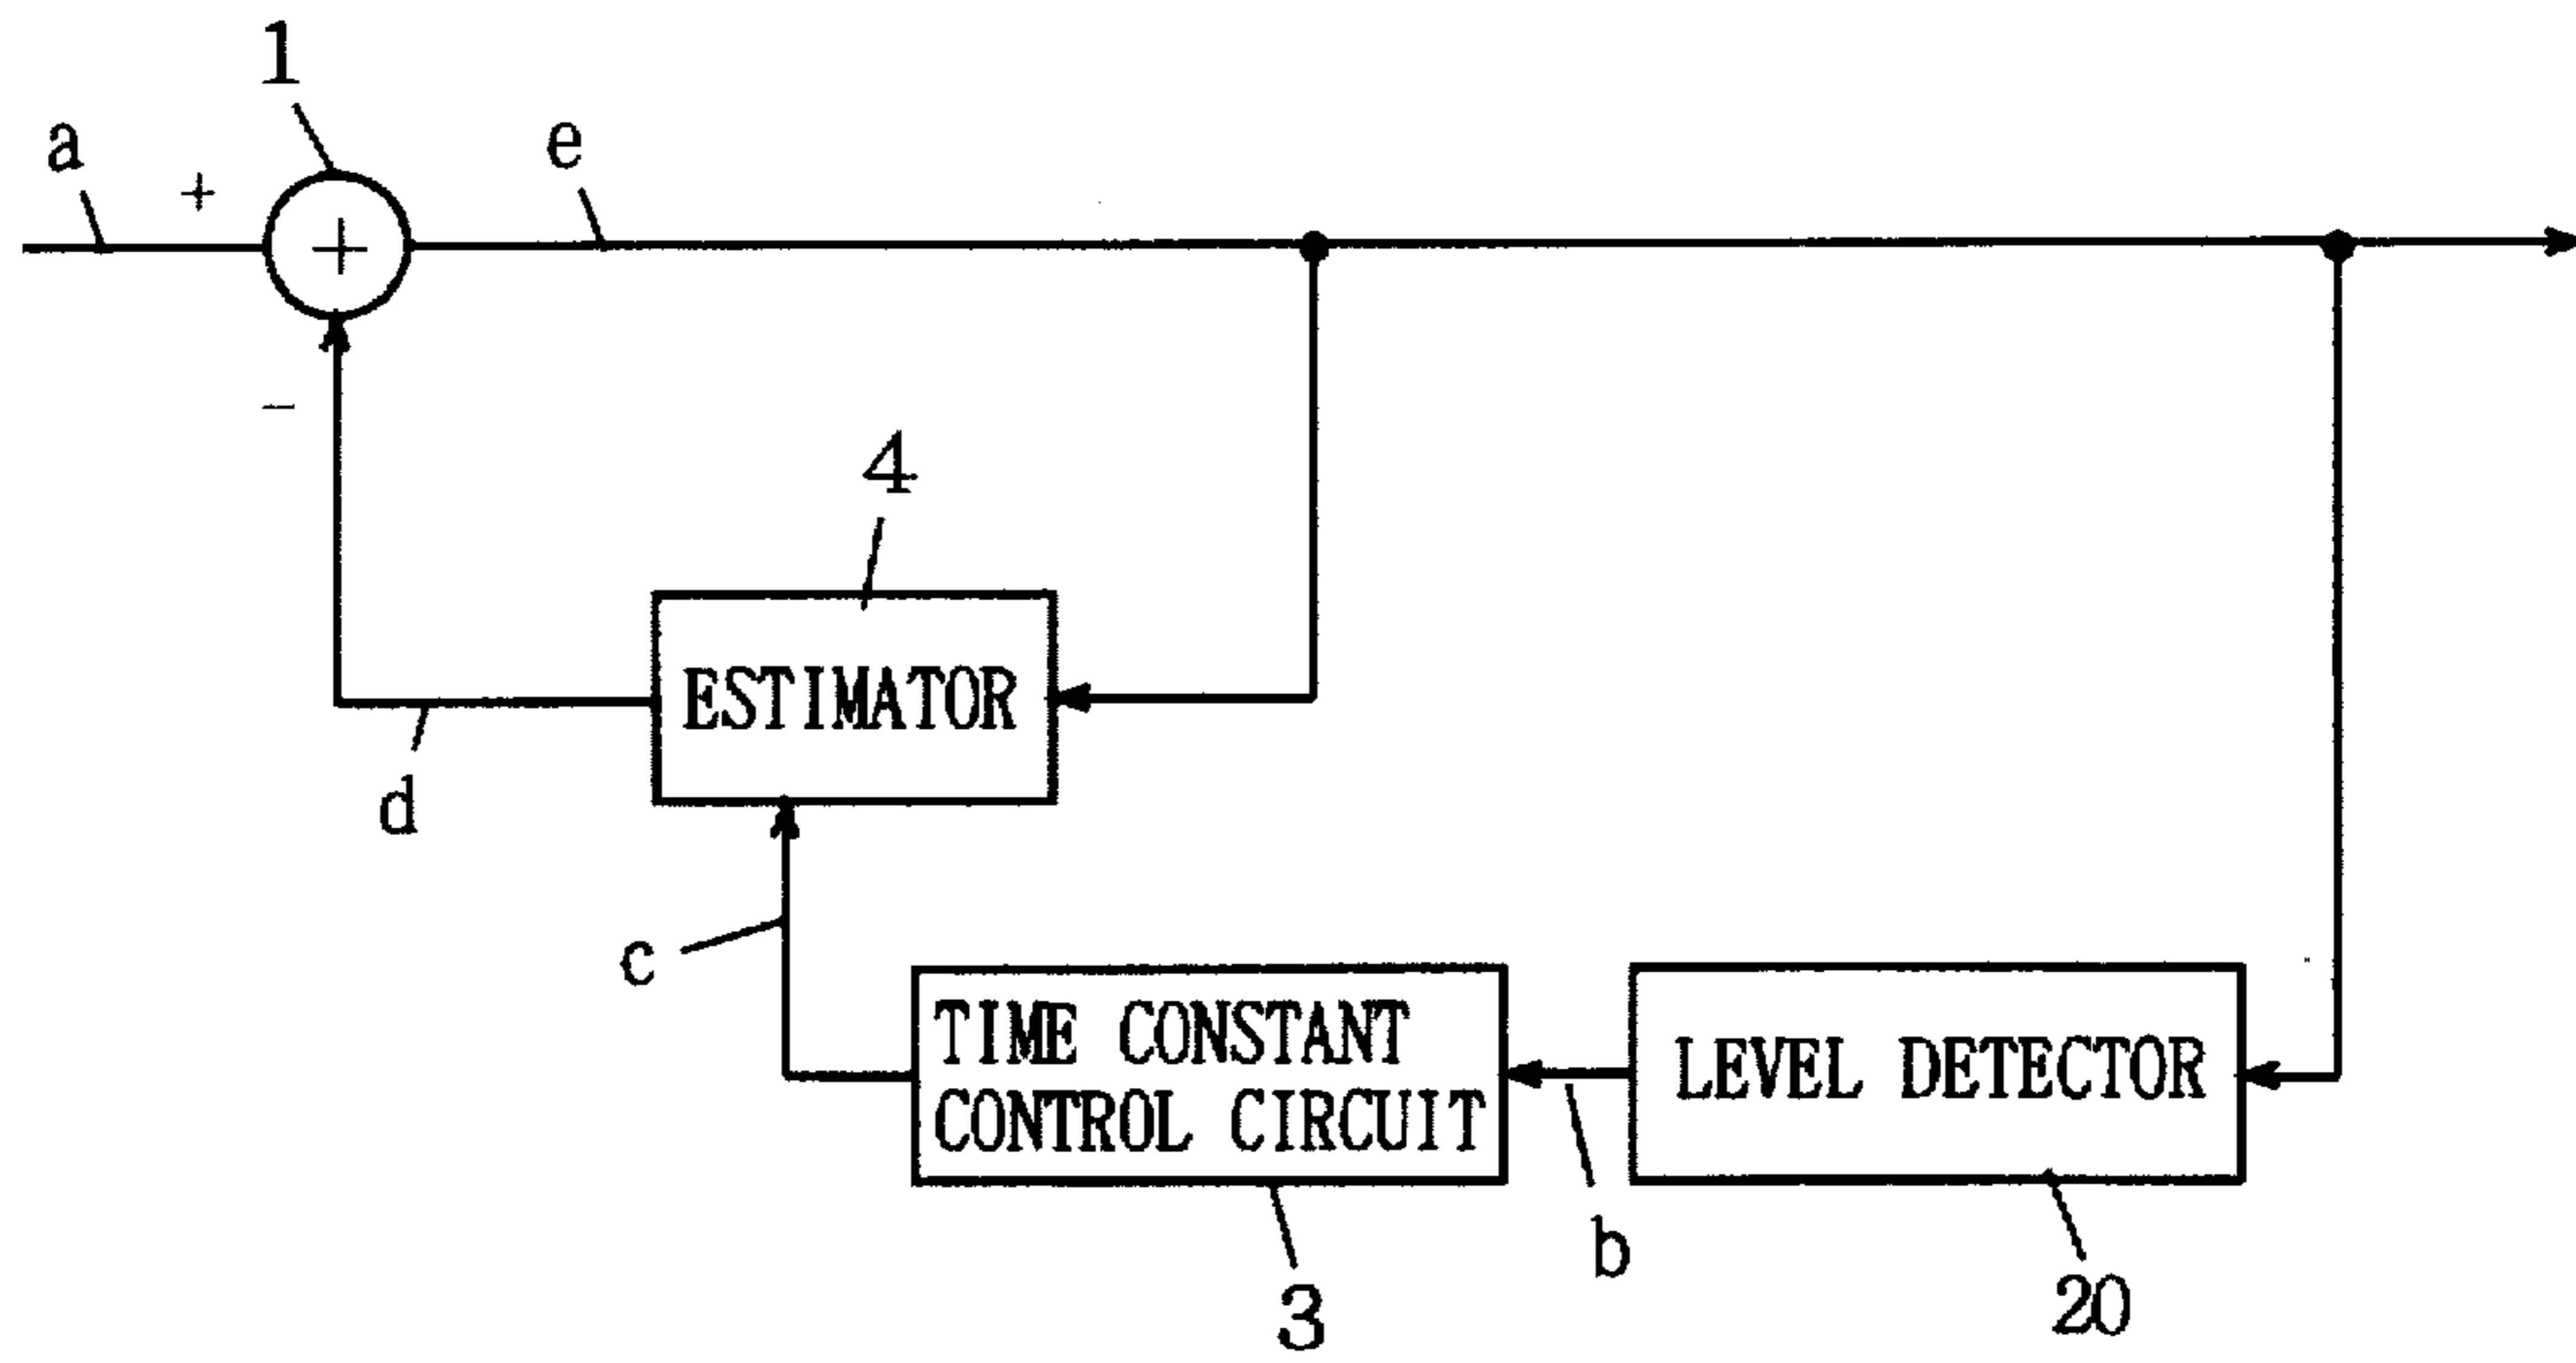 1
a
+
e
+
-
4
ESTIMATOR
d
c
TIME CONSTANT
CONTROL CIRCUIT
LEVEL DETECTOR
b
3
20